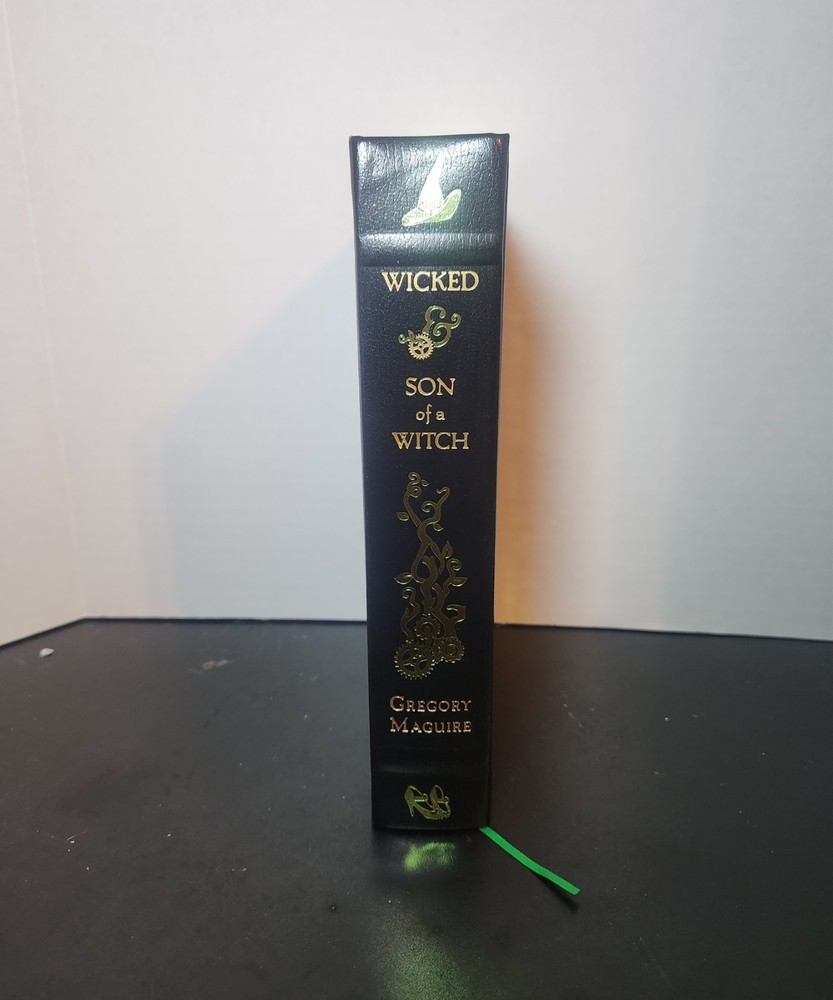 WICKED
&
SON
of a
WITCH
GREGORY
MAGUIRE